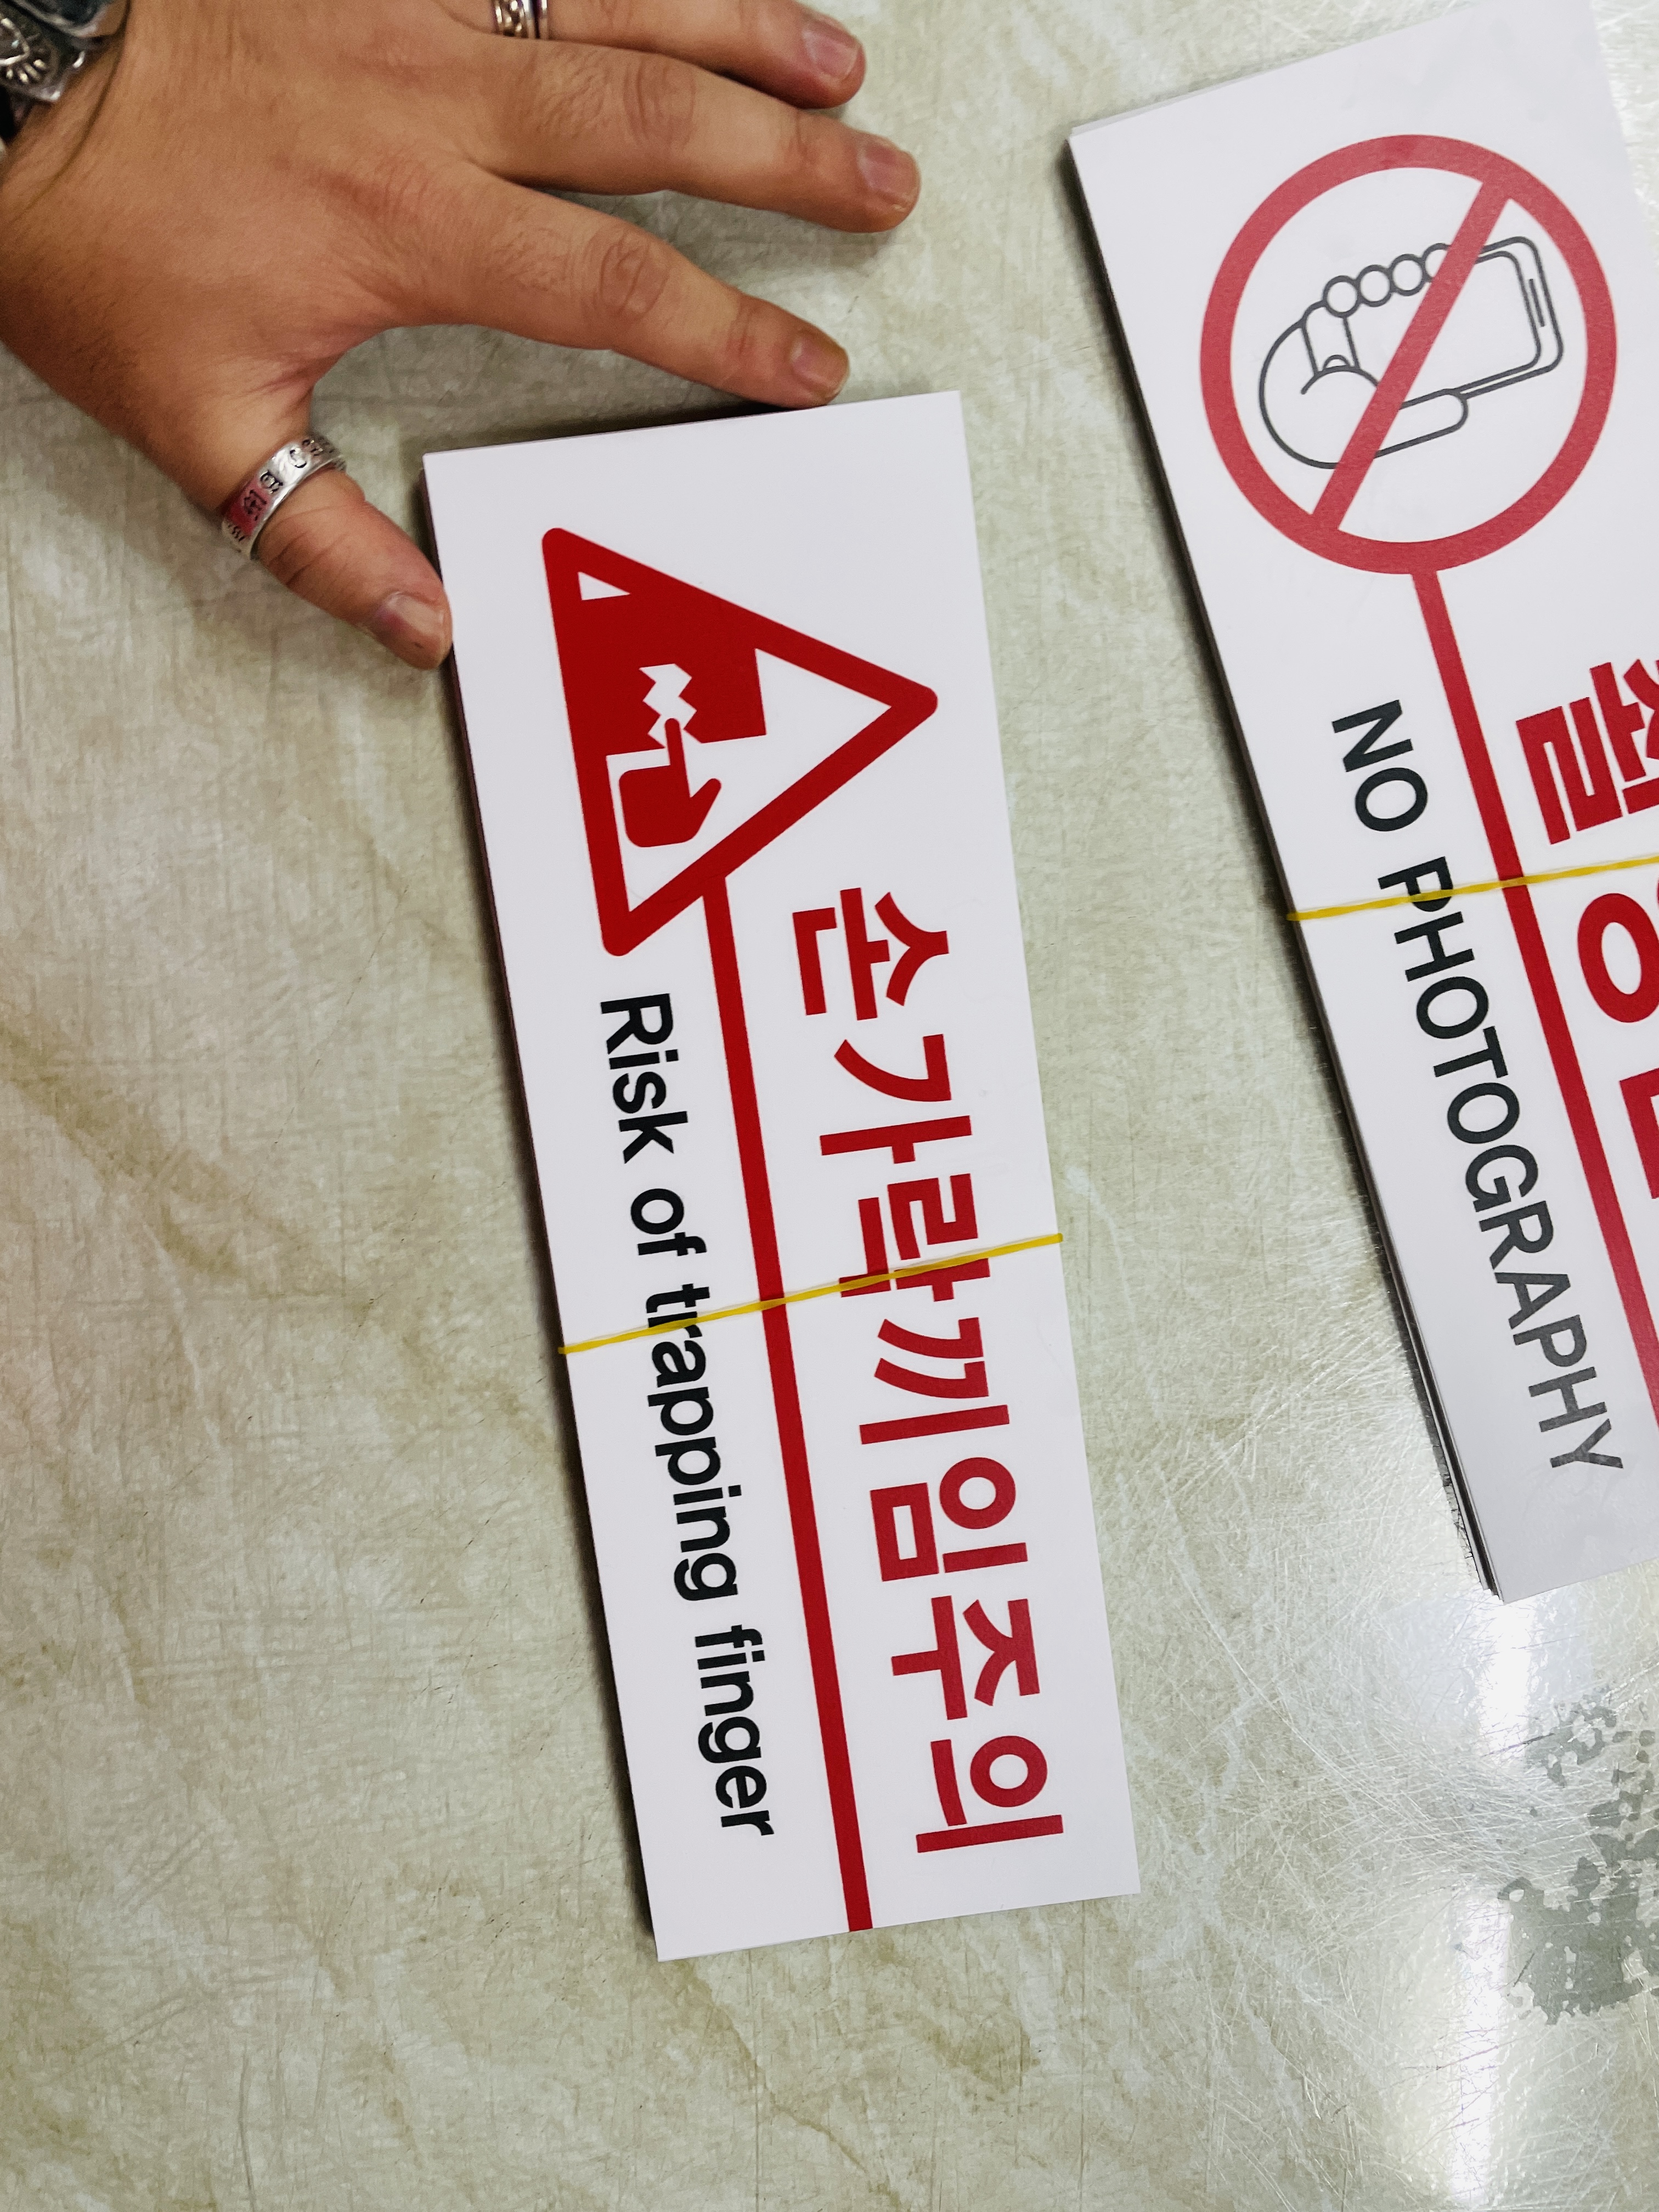 손가락끼임주의
Risk of trapping finger
NO PHOTOGRAPHY